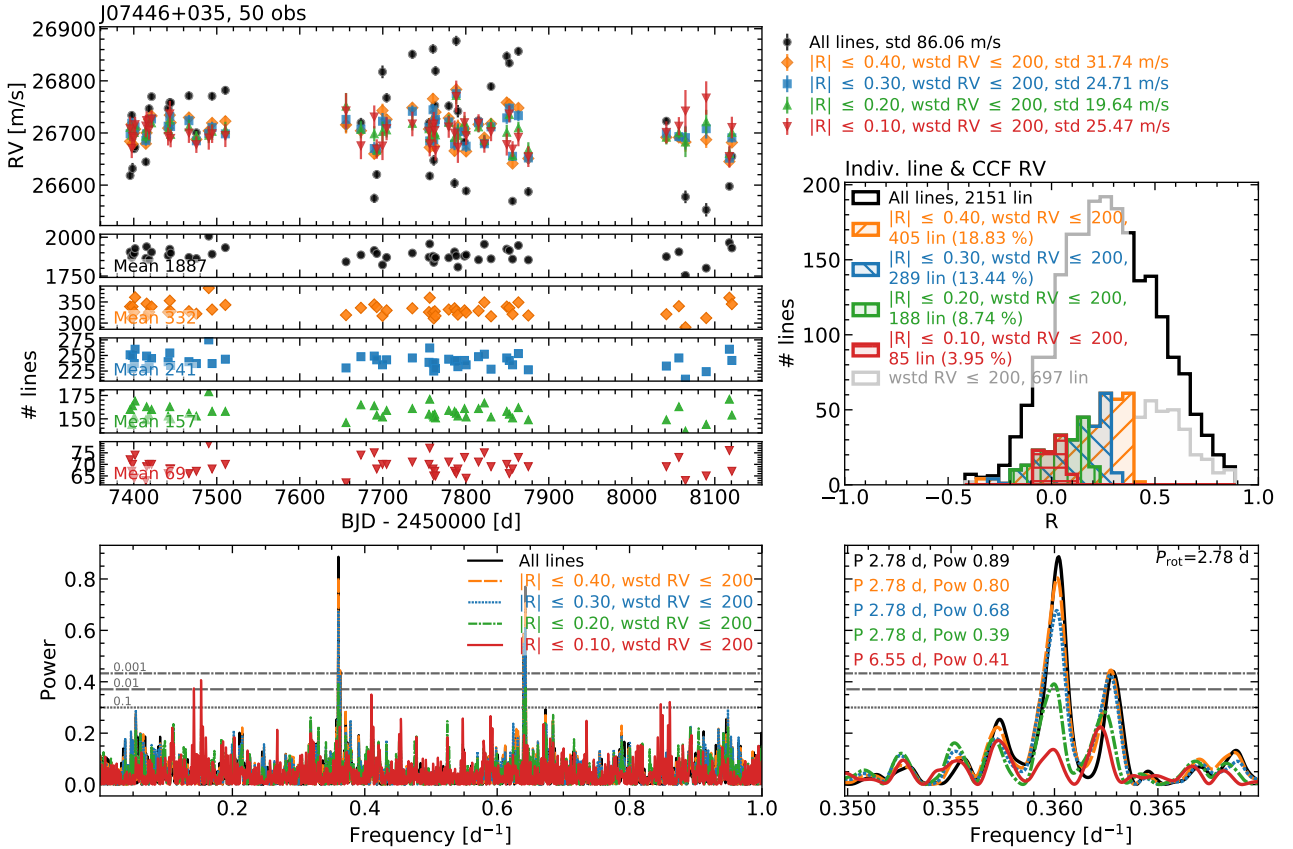 J07446+035, 50 obs
26900
26800
26700
26600
RV [m/s]
All lines, std 86.06 m/s
|R| ≤ 0.40, wstd RV ≤ 200, std 31.74 m/s
|R| ≤ 0.30, wstd RV ≤ 200, std 24.71 m/s
|R| ≤ 0.20, wstd RV ≤ 200, std 19.64 m/s
|R| ≤ 0.10, wstd RV ≤ 200, std 25.47 m/s
2000
1750
Mean 1887
350
300
Mean 332
275
250
225
Mean 241
175
150
Mean 157
75
70
65
Mean 69
# lines
7400 7500 7600 7700 7800 7900 8000 8100
BJD - 2450000 [d]
Indiv. line & CCF RV
200
150
100
50
0
# lines
All lines, 2151 lin
|R| ≤ 0.40, wstd RV ≤ 200,
405 lin (18.83 %)
|R| ≤ 0.30, wstd RV ≤ 200,
289 lin (13.44 %)
|R| ≤ 0.20, wstd RV ≤ 200,
188 lin (8.74 %)
|R| ≤ 0.10, wstd RV ≤ 200,
85 lin (3.95 %)
wstd RV ≤ 200, 697 lin
−1.0 −0.5 0.0 0.5 1.0
R
0.8
0.6
0.4
0.2
0.0
Power
All lines
|R| ≤ 0.40, wstd RV ≤ 200
|R| ≤ 0.30, wstd RV ≤ 200
|R| ≤ 0.20, wstd RV ≤ 200
|R| ≤ 0.10, wstd RV ≤ 200
0.001
0.01
0.1
0.2 0.4 0.6 0.8 1.0
Frequency [d⁻¹]
P 2.78 d, Pow 0.89
P 2.78 d, Pow 0.80
P 2.78 d, Pow 0.68
P 2.78 d, Pow 0.39
P 6.55 d, Pow 0.41
Prot=2.78 d
0.350 0.355 0.360 0.365
Frequency [d⁻¹]